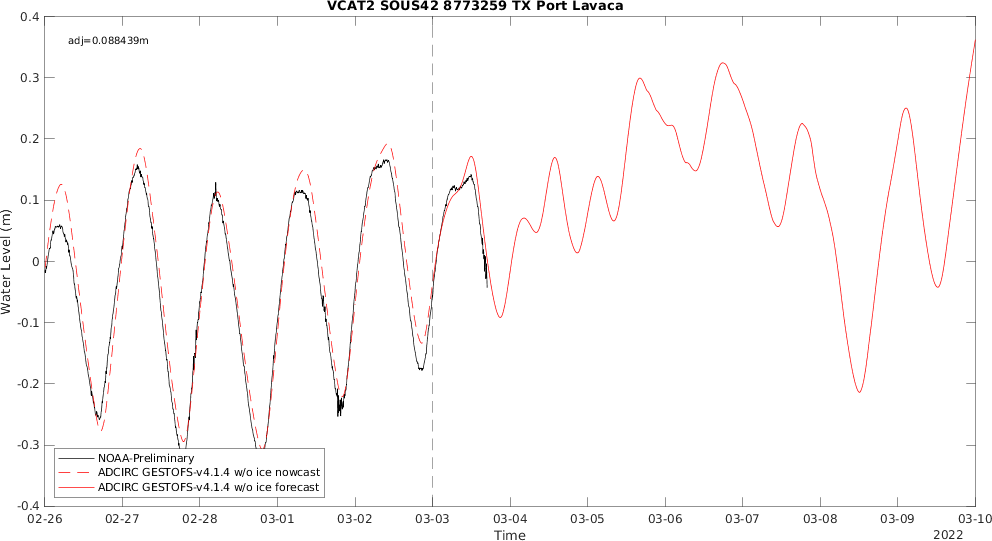 VCAT2 SOUS42 8773259 TX Port Lavaca
0.4
adj=0.088439m
0.3
0.2
0.1
0
-0.1
-0.2
-0.3
-0.4
Water Level (m)
NOAA-Preliminary
ADCIRC GESTOFS-v4.1.4 w/o ice nowcast
ADCIRC GESTOFS-v4.1.4 w/o ice forecast
02-26 02-27 02-28 03-01 03-02 03-03 03-04 03-05 03-06 03-07 03-08 03-09 03-10
Time
2022